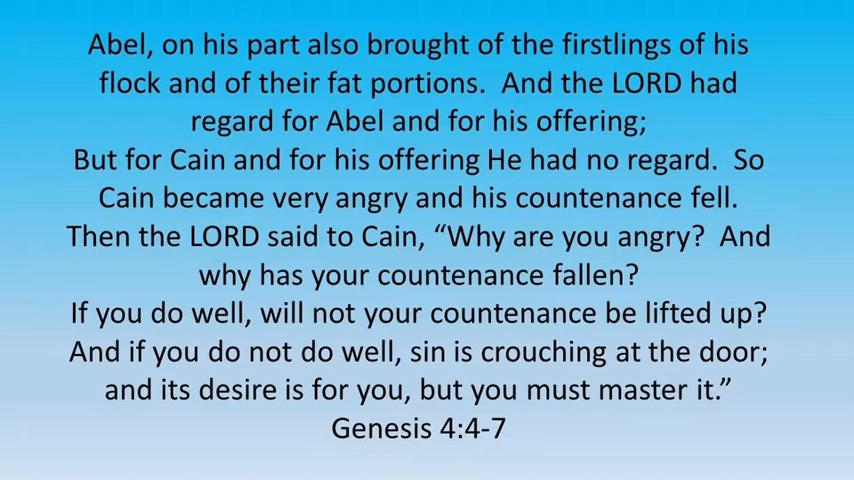 Abel, on his part also brought of the firstlings of his
flock and of their fat portions.  And the LORD had
regard for Abel and for his offering;
But for Cain and for his offering He had no regard.  So
Cain became very angry and his countenance fell.
Then the LORD said to Cain, “Why are you angry?  And
why has your countenance fallen?
If you do well, will not your countenance be lifted up?
And if you do not do well, sin is crouching at the door;
and its desire is for you, but you must master it.”
Genesis 4:4-7